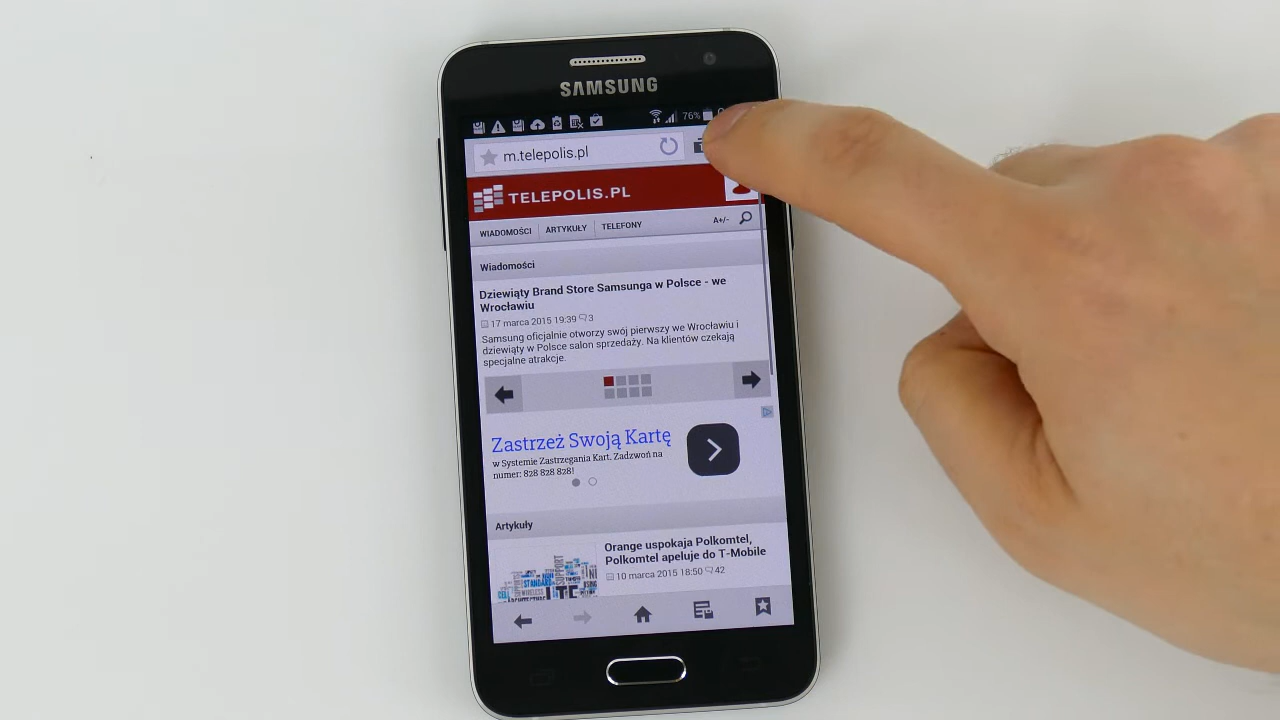 SAMSUNG
76%
m.telepolis.pl
TELEPOLIS.PL
WIADOMOŚCI ARTYKUŁY TELEFONY A+/-
Wiadomości
Dziewiąty Brand Store Samsunga w Polsce - we
Wrocławiu
17 marca 2015 19:39 3
Samsung oficjalnie otworzy swój pierwszy we Wrocławiu i
dziewiąty w Polsce salon sprzedaży. Na klientów czekają
specjalne atrakcje.
Zastrzeż Swoją Kartę
w Systemie Zastrzegania Kart. Zadzwoń na
numer: 828 828 828!
Artykuły
Orange uspokaja Polkomtel,
Polkomtel apeluje do T-Mobile
10 marca 2015 18:50 42
SUPPORT
STANDARD
WIRELESS